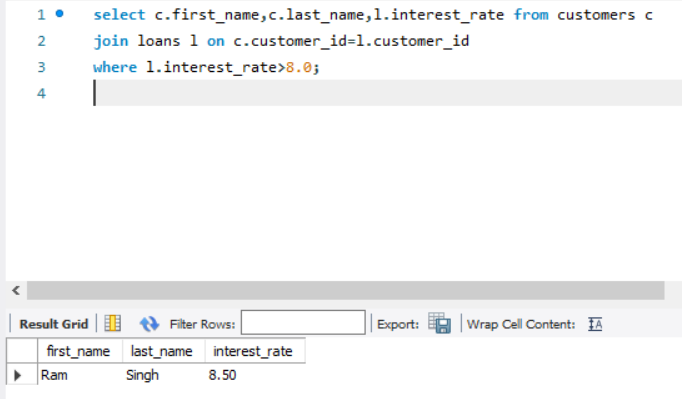 1 select c.first_name,c.last_name,l.interest_rate from customers c
2 join loans l on c.customer_id=l.customer_id
3 where l.interest_rate>8.0;
4
Result Grid Filter Rows: Export: Wrap Cell Content:
first_name last_name interest_rate
Ram Singh 8.50